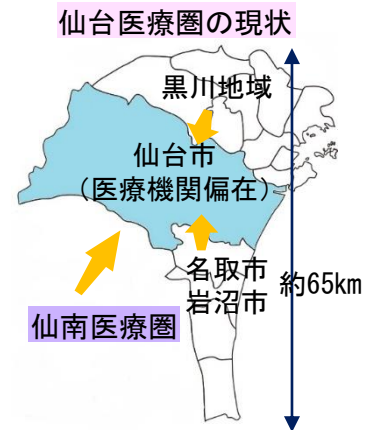 仙台医療圏の現状
黒川地域
仙台市
（医療機関偏在）
名取市
岩沼市
約65km
仙南医療圏